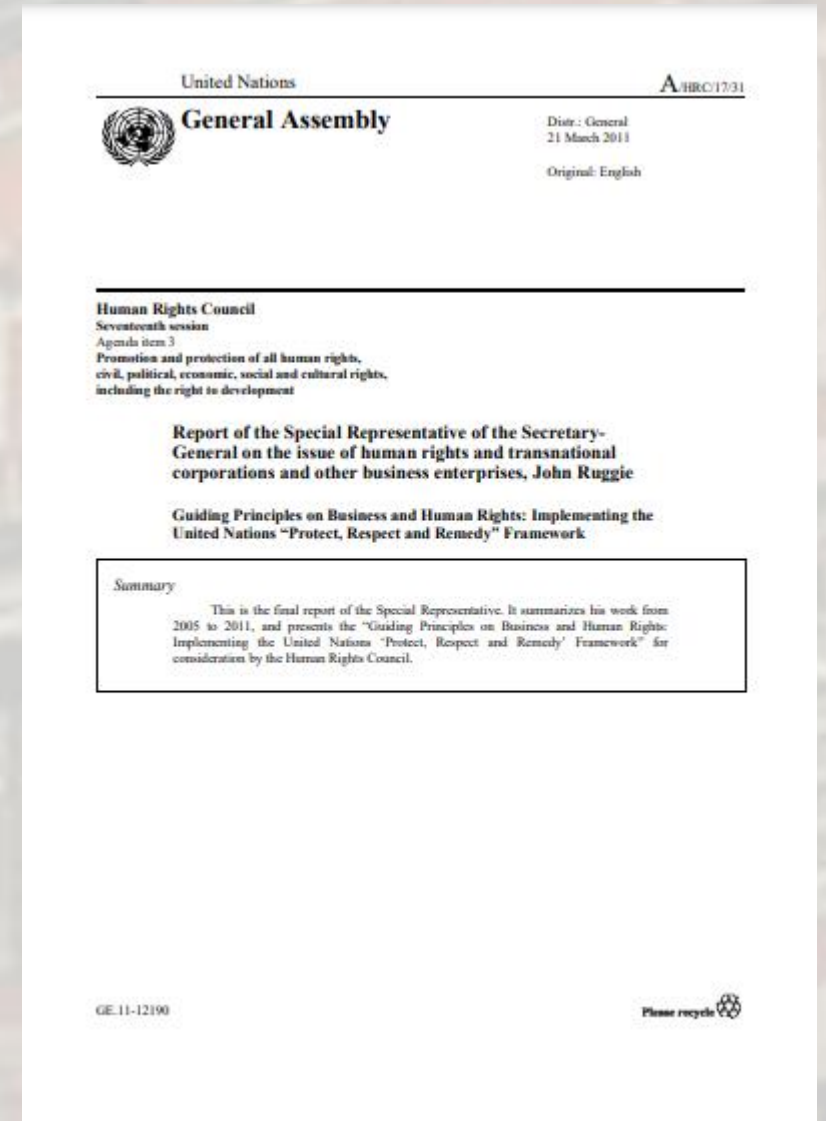 United Nations
A/HRC/17/31
General Assembly
Distr.: General
21 March 2011
Original: English
Human Rights Council
Seventeenth session
Agenda item 3
Promotion and protection of all human rights,
civil, political, economic, social and cultural rights,
including the right to development
Report of the Special Representative of the Secretary-
General on the issue of human rights and transnational
corporations and other business enterprises, John Ruggie
Guiding Principles on Business and Human Rights: Implementing the
United Nations “Protect, Respect and Remedy” Framework
Summary
This is the final report of the Special Representative. It summarizes his work from
2005 to 2011, and presents the “Guiding Principles on Business and Human Rights:
Implementing the United Nations ‘Protect, Respect and Remedy’ Framework” for
consideration by the Human Rights Council.
GE.11-12190
Please recycle